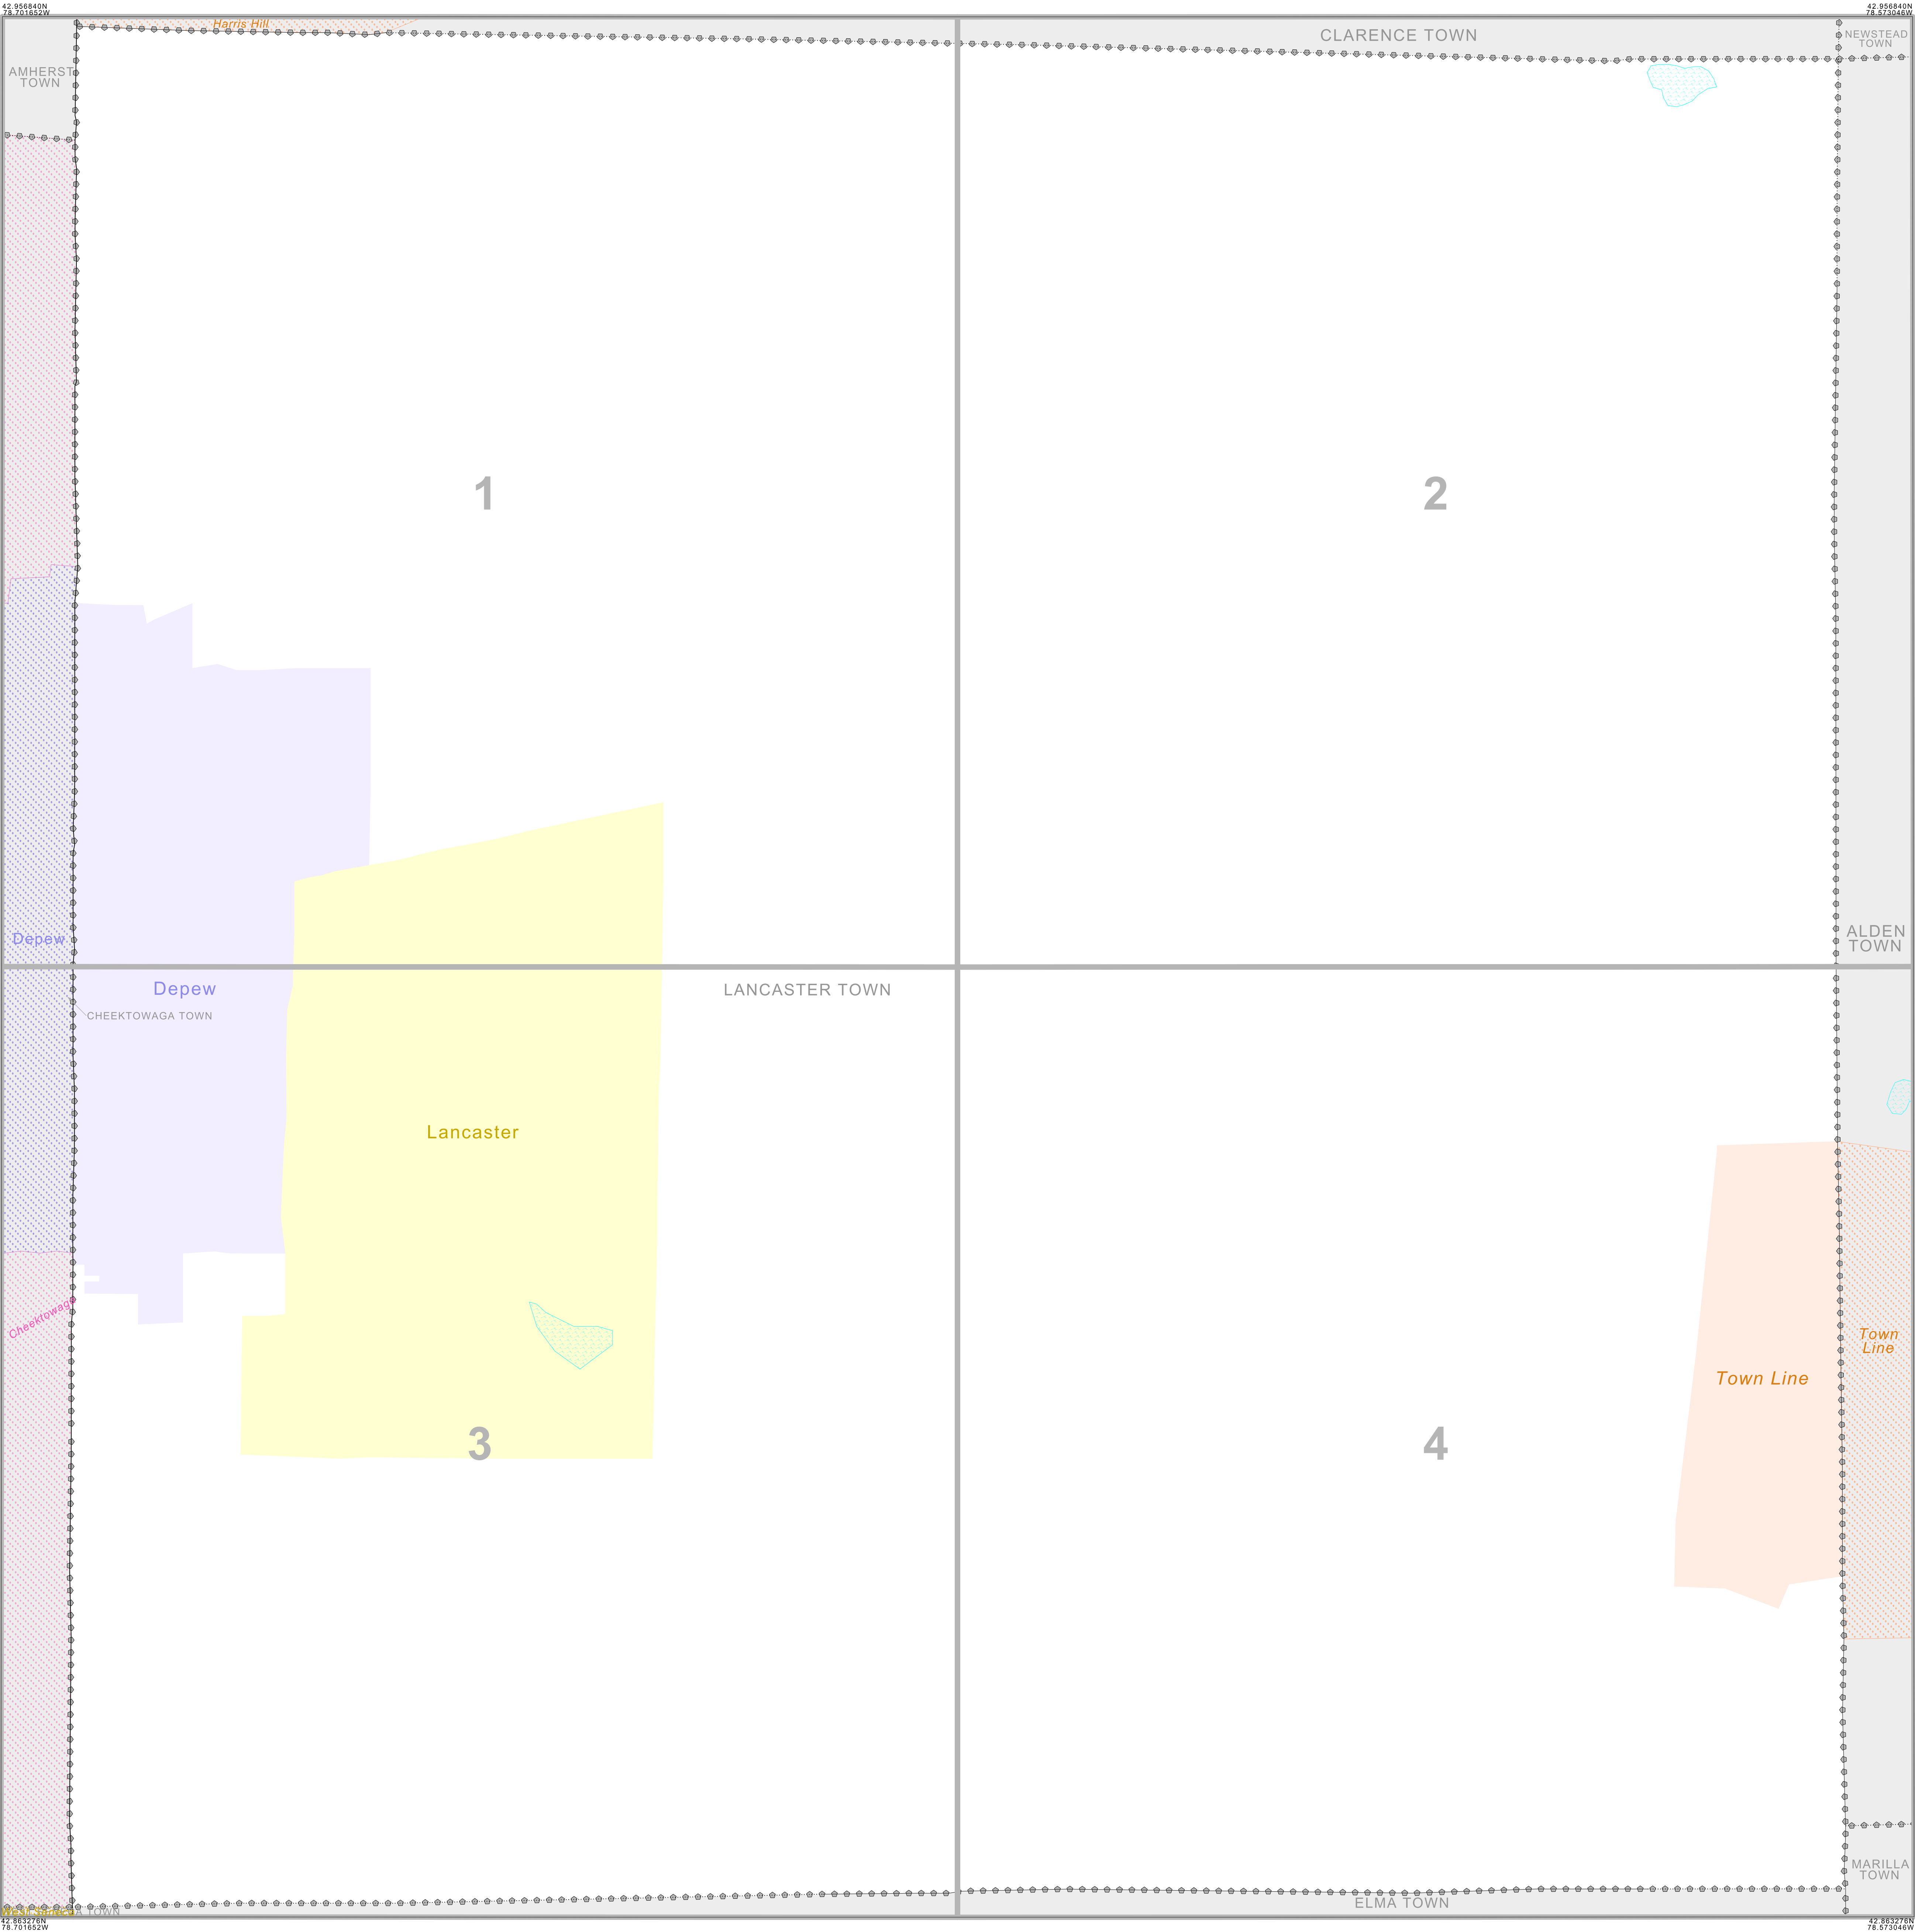 42.956840N
78.701652W
42.956840N
78.573046W
Harris Hill
CLARENCE TOWN
NEWSTEAD
TOWN
AMHERST
TOWN
1
2
Depew
ALDEN
TOWN
Depew
LANCASTER TOWN
CHEEKTOWAGA TOWN
Lancaster
Cheektowaga
Town
Line
Town Line
3
4
MARILLA
TOWN
ELMA TOWN
West Seneca
TOWN
42.863276N
78.701652W
42.863276N
78.573046W